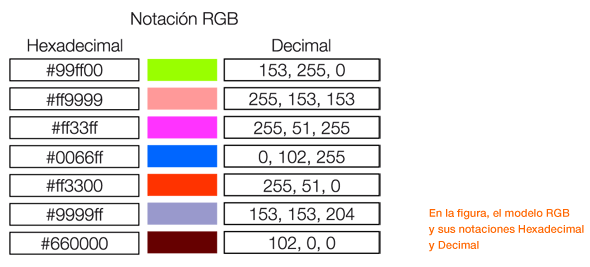 Notación RGB
Hexadecimal Decimal
#99ff00 153, 255, 0
#ff9999 255, 153, 153
#ff33ff 255, 51, 255
#0066ff 0, 102, 255
#ff3300 255, 51, 0
#9999ff 153, 153, 204
#660000 102, 0, 0
En la figura, el modelo RGB
y sus notaciones Hexadecimal
y Decimal